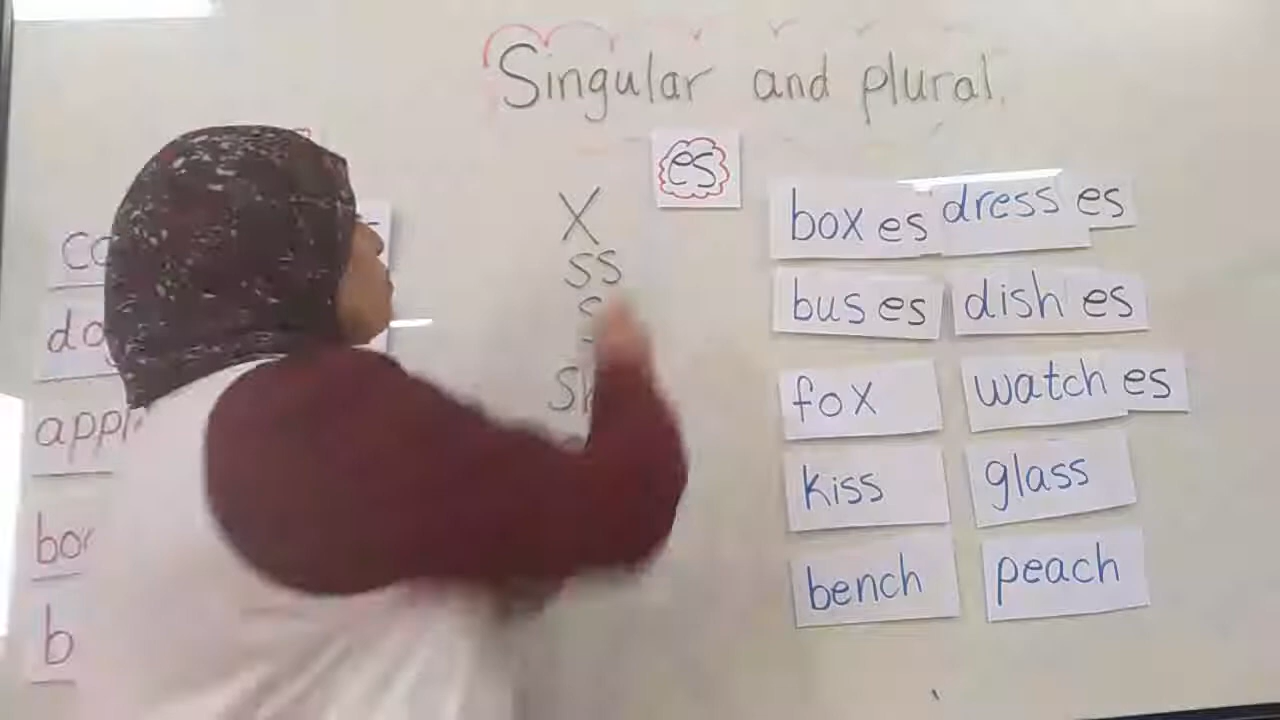 Singular and plural.
es
x
ss
s
sh
box es
dress es
bus es
dish es
fox
watch es
kiss
glass
bench
peach